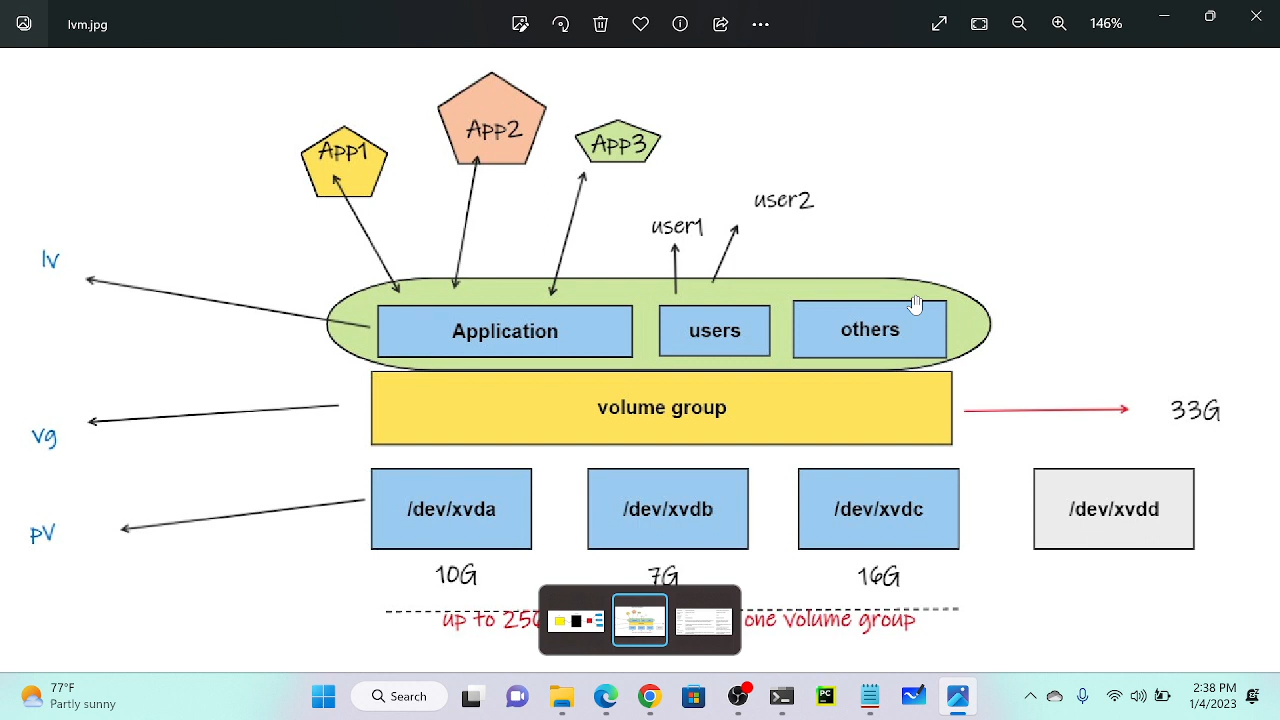 lvm.jpg
146%
App1
App2
App3
user1
user2
lv
Application
users
others
vg
volume group
33G
pV
/dev/xvda
/dev/xvdb
/dev/xvdc
/dev/xvdd
10G
7G
16G
up to 25
one volume group
77°F
Partly sunny
Search
PC
2:38 PM
1/4/2023